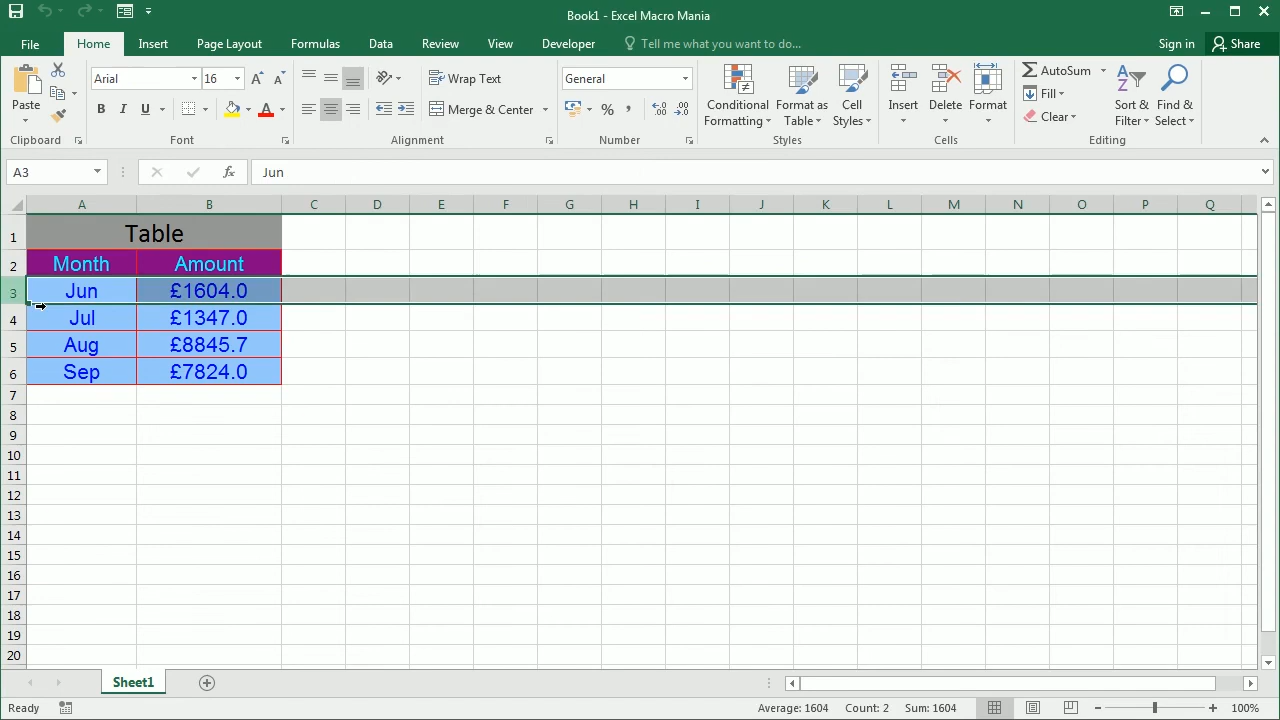 Book1 - Excel Macro Mania
File Home Insert Page Layout Formulas Data Review View Developer Tell me what you want to do... Sign in Share
Paste Arial 16 Wrap Text General Conditional Formatting Format as Table Cell Styles Insert Delete Format AutoSum Fill Clear Sort & Filter Find & Select
B I U A Merge & Center % ,
Clipboard Font Alignment Number Styles Cells Editing
A3 fx Jun
A B C D E F G H I J K L M N O P Q
1 Table
2 Month Amount
3 Jun £1604.0
4 Jul £1347.0
5 Aug £8845.7
6 Sep £7824.0
7
8
9
10
11
12
13
14
15
16
17
18
19
20
Sheet1
Ready Average: 1604 Count: 2 Sum: 1604 100%